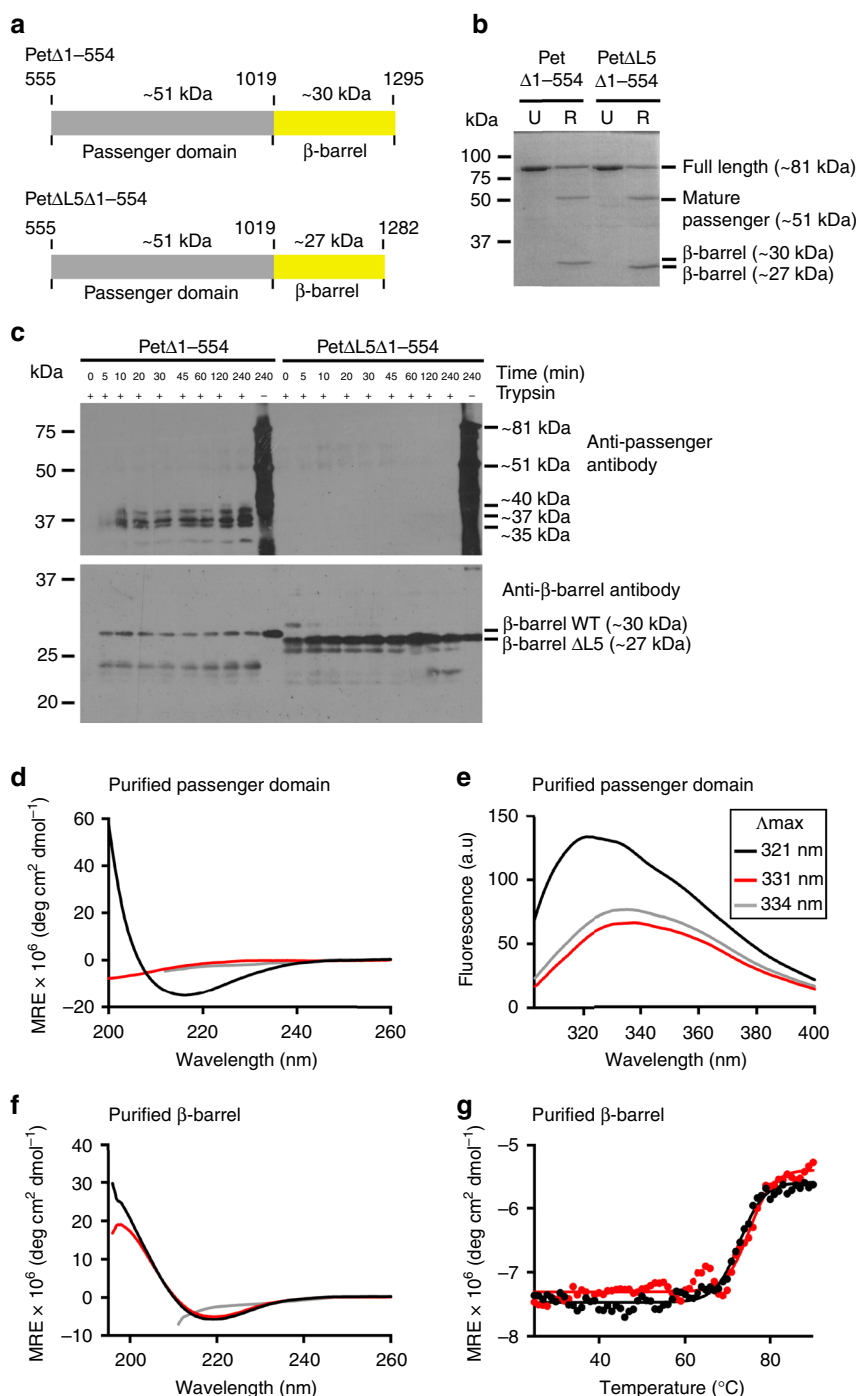 a
PetΔ1–554
555 1019 1295
~51 kDa ~30 kDa
Passenger domain β-barrel
PetΔL5Δ1–554
555 1019 1282
~51 kDa ~27 kDa
Passenger domain β-barrel
b
Pet PetΔL5
Δ1–554 Δ1–554
kDa U R U R
100
75
50
37
Full length (~81 kDa)
Mature
passenger (~51 kDa)
β-barrel (~30 kDa)
β-barrel (~27 kDa)
c
PetΔ1–554 PetΔL5Δ1–554
kDa 0 5 10 20 30 45 60 120 240 240 0 5 10 20 30 45 60 120 240 240 Time (min)
+ + + + + + + + + – + + + + + + + + + – Trypsin
75
50
37
~81 kDa
Anti-passenger
antibody
~51 kDa
~40 kDa
~37 kDa
~35 kDa
37
25
20
Anti-β-barrel antibody
β-barrel WT (~30 kDa)
β-barrel ΔL5 (~27 kDa)
d
Purified passenger domain
MRE × 10⁶ (deg cm² dmol⁻¹)
60
40
20
0
–20
200 220 240 260
Wavelength (nm)
e
Purified passenger domain
Fluorescence (a.u)
150
100
50
0
320 340 360 380 400
Wavelength (nm)
Λmax
321 nm
331 nm
334 nm
f
Purified β-barrel
MRE × 10⁶ (deg cm² dmol⁻¹)
40
30
20
10
0
–10
200 220 240 260
Wavelength (nm)
g
Purified β-barrel
MRE × 10⁶ (deg cm² dmol⁻¹)
–5
–6
–7
–8
40 60 80
Temperature (°C)